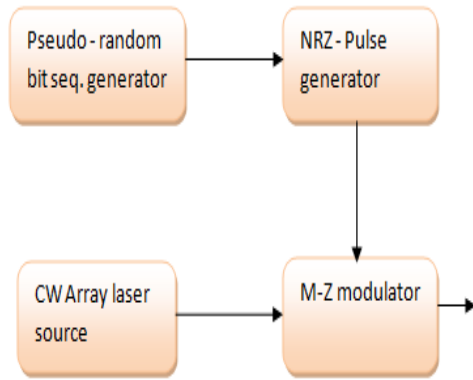 Pseudo - random
bit seq. generator
NRZ - Pulse
generator
CW Array laser
source
M-Z modulator